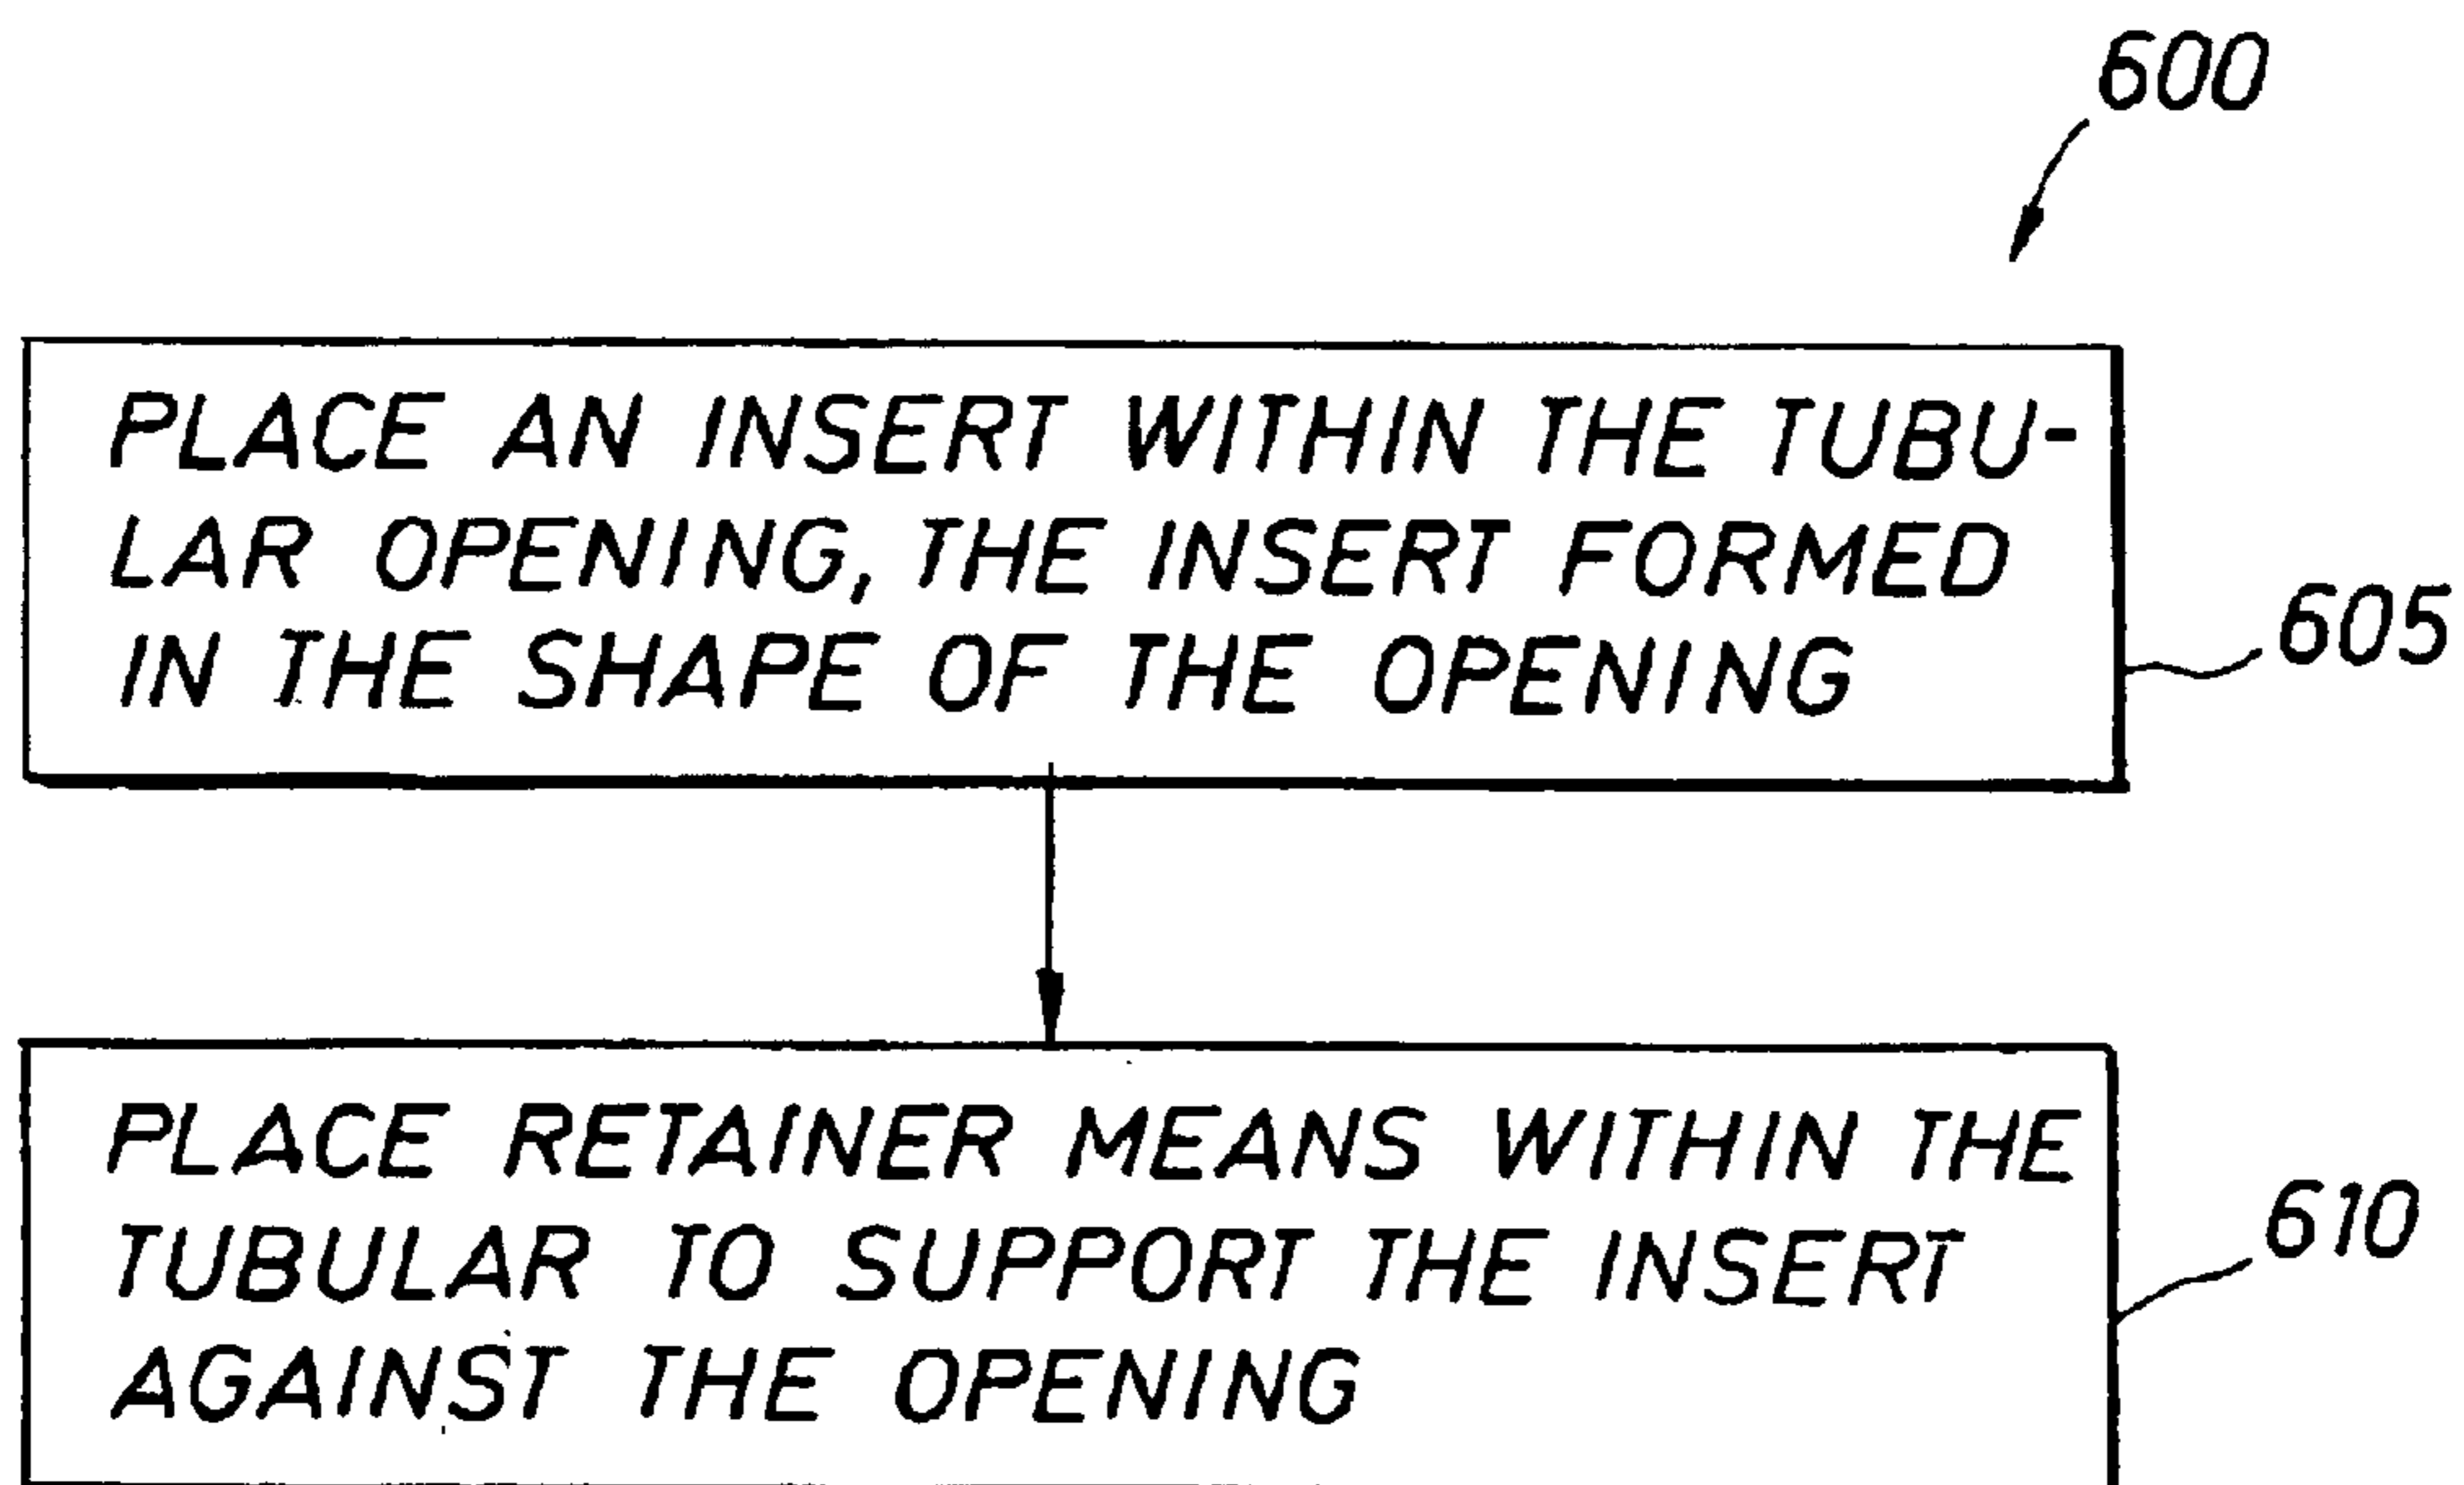 600
PLACE AN INSERT WITHIN THE TUBU-
LAR OPENING, THE INSERT FORMED
IN THE SHAPE OF THE OPENING
605
PLACE RETAINER MEANS WITHIN THE
TUBULAR TO SUPPORT THE INSERT
AGAINST THE OPENING
610